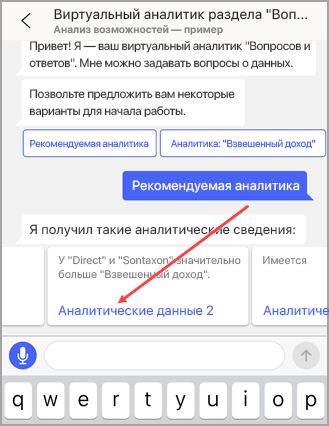 Виртуальный аналитик раздела "Воп...
Анализ возможностей — пример
Привет! Я — ваш виртуальный аналитик "Вопросов и
ответов". Мне можно задавать вопросы о данных.
Позвольте предложить вам некоторые
варианты для начала работы.
Рекомендуемая аналитика
Аналитика: "Взвешенный доход"
Рекомендуемая аналитика
Я получил такие аналитические сведения:
У "Direct" и "Sontaxon" значительно
больше "Взвешенный доход".
Аналитические данные 2
Имеется
Аналитиче
q w e r t y u i o p